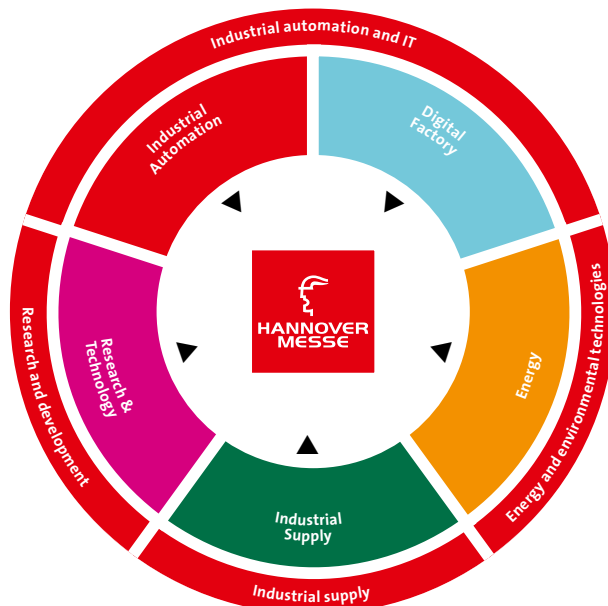 Industrial automation and IT
Industrial
Automation
Digital
Factory
HANNOVER
MESSE
Research and development
Research &
Technology
Energy
Energy and environmental technologies
Industrial
Supply
Industrial supply